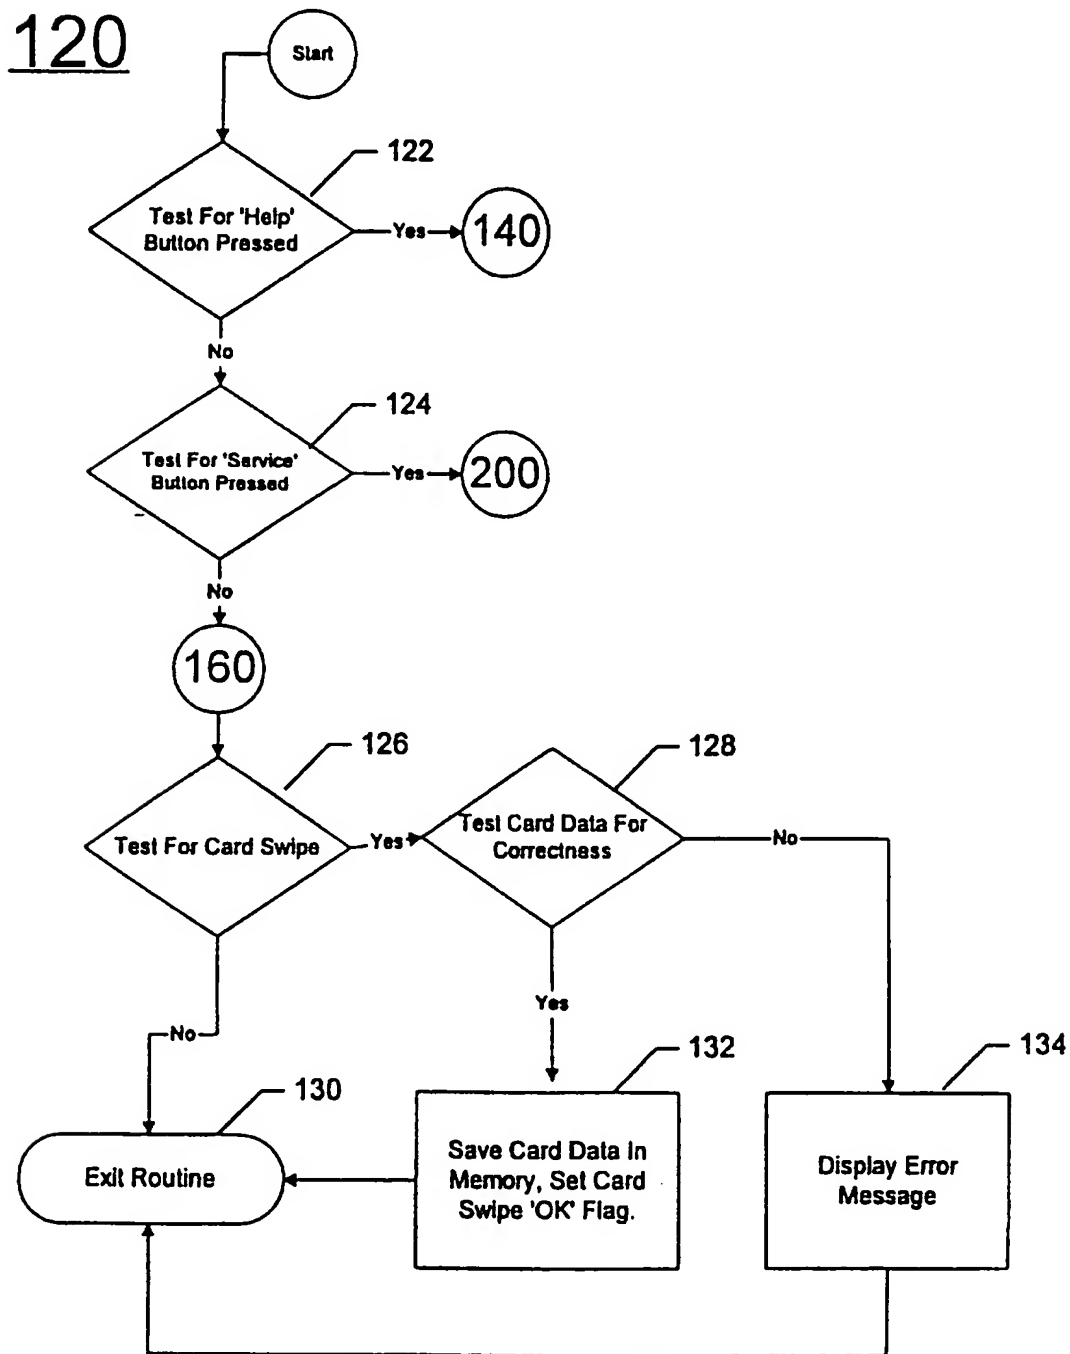 120
Start
122
Test For 'Help'
Button Pressed
Yes
140
No
124
Test For 'Service'
Button Pressed
Yes
200
No
160
126
Test For Card Swipe
Yes
128
Test Card Data For
Correctness
No
Yes
No
130
Exit Routine
132
Save Card Data In
Memory, Set Card
Swipe 'OK' Flag.
134
Display Error
Message